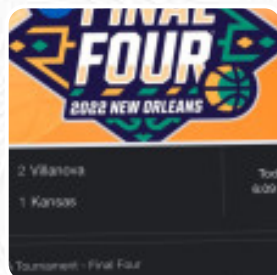 FINAL
FOUR
2022 NEW ORLEANS
2 Villanova
1 Kansas
Tournament - Final Four